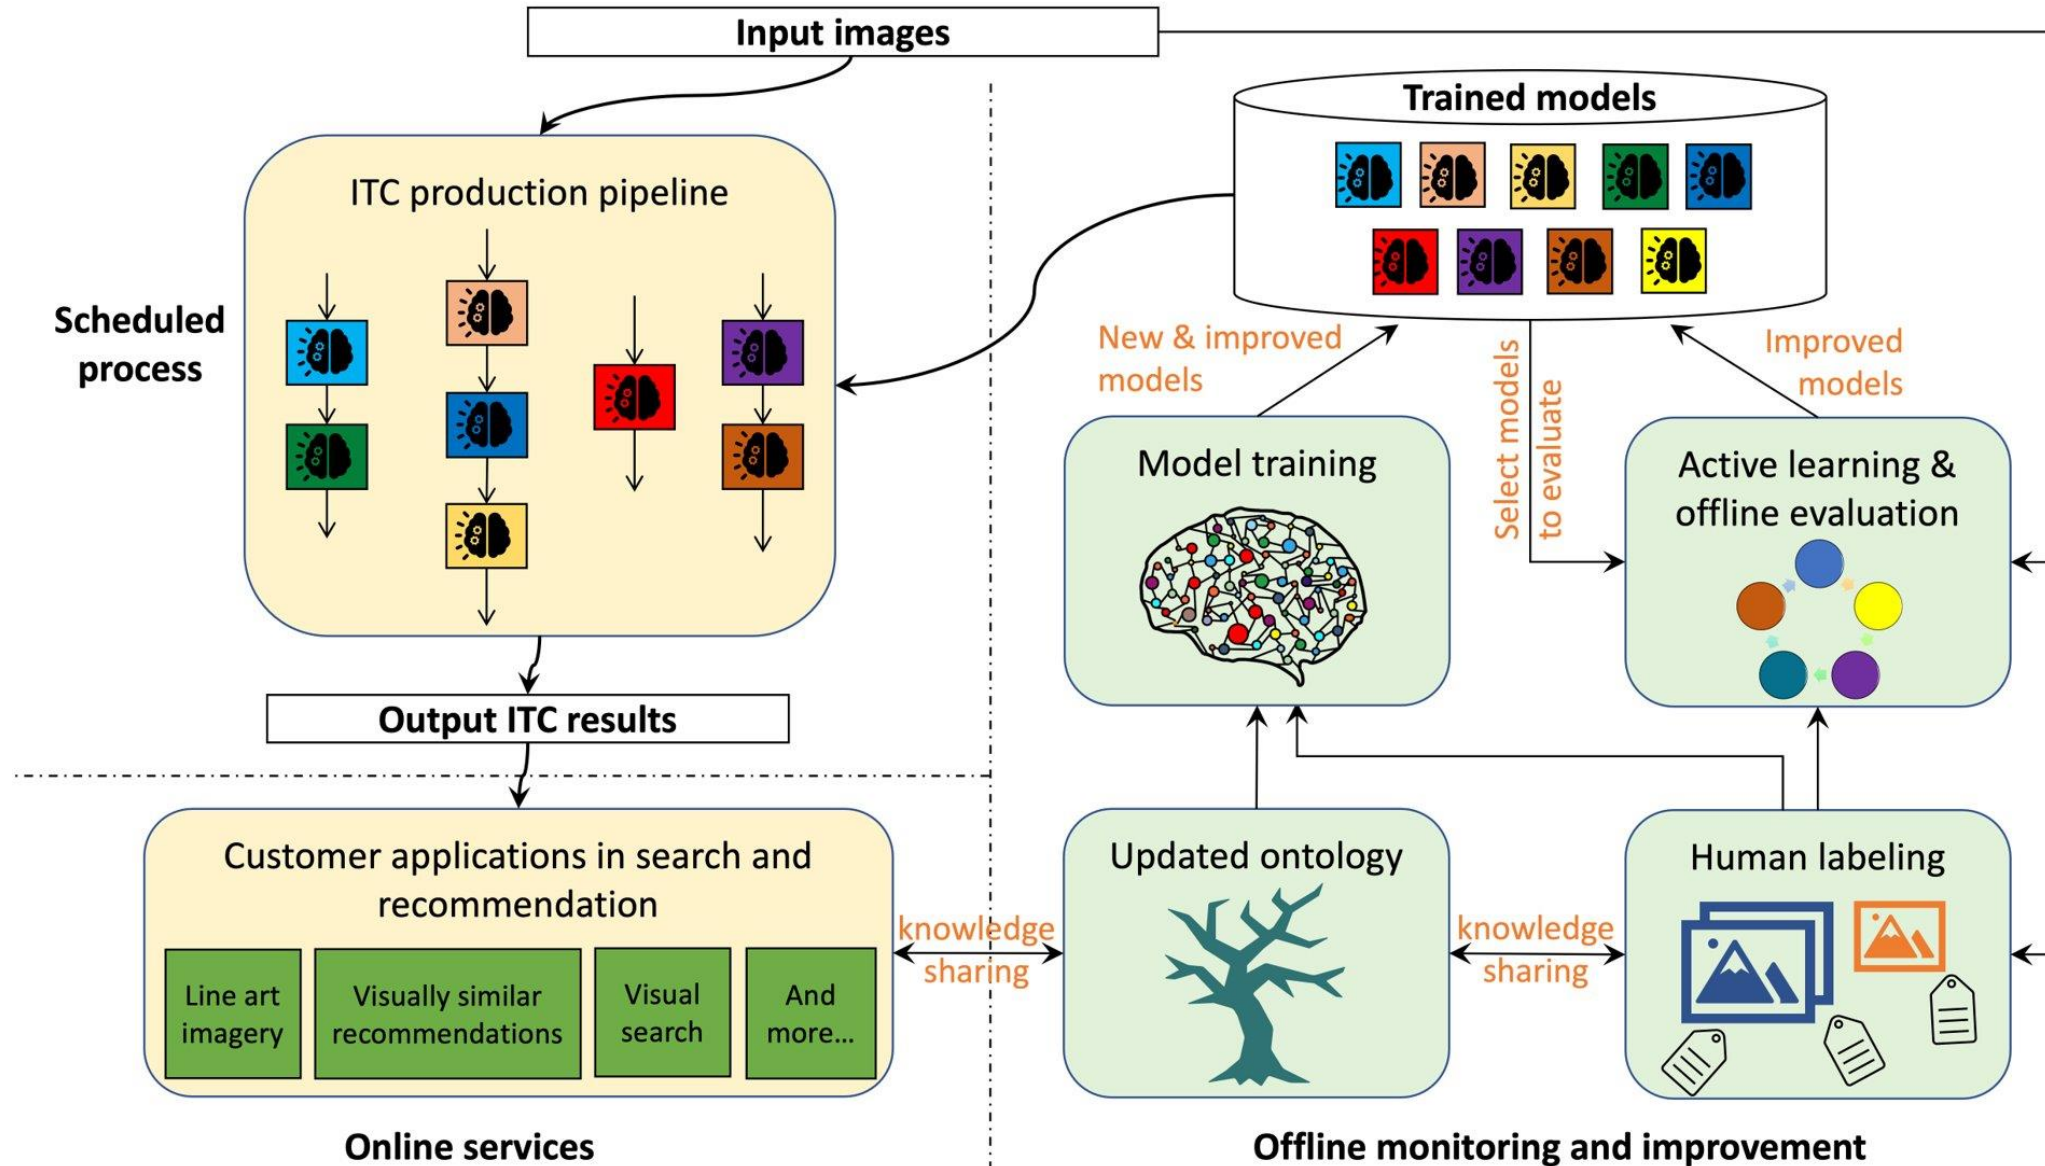 Input images
Trained models
ITC production pipeline
Scheduled
process
New & improved
models
Select models
to evaluate
Improved
models
Model training
Active learning &
offline evaluation
Output ITC results
Customer applications in search and
recommendation
Line art
imagery
Visually similar
recommendations
Visual
search
And
more...
knowledge
sharing
Updated ontology
knowledge
sharing
Human labeling
Online services
Offline monitoring and improvement